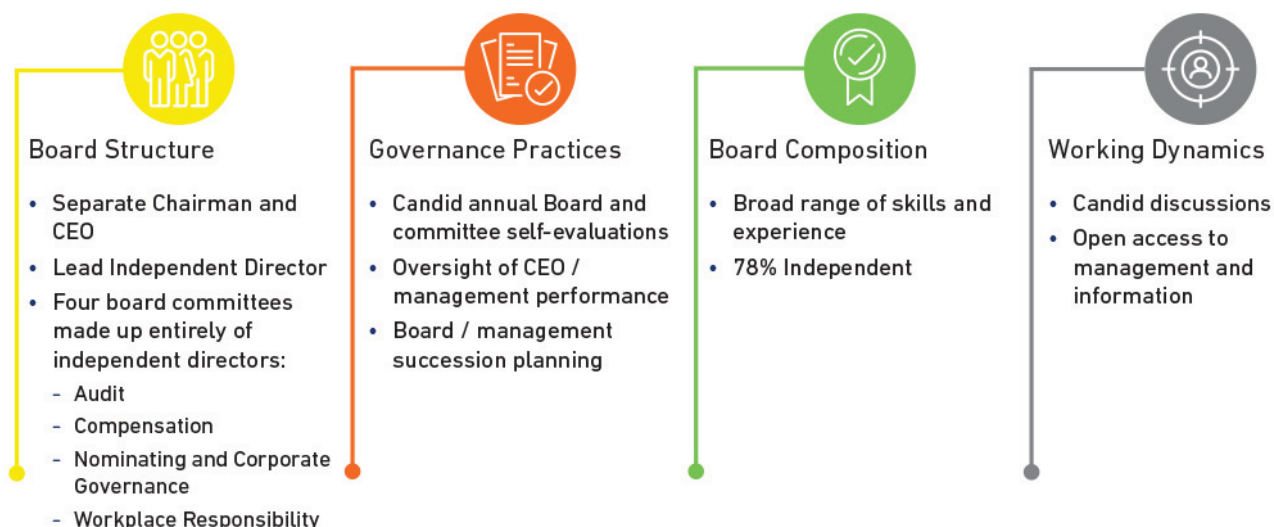 Board Structure
• Separate Chairman and
CEO
• Lead Independent Director
• Four board committees
made up entirely of
independent directors:
- Audit
- Compensation
- Nominating and Corporate
Governance
- Workplace Responsibility
Governance Practices
• Candid annual Board and
committee self-evaluations
• Oversight of CEO /
management performance
• Board / management
succession planning
Board Composition
• Broad range of skills and
experience
• 78% Independent
Working Dynamics
• Candid discussions
• Open access to
management and
information